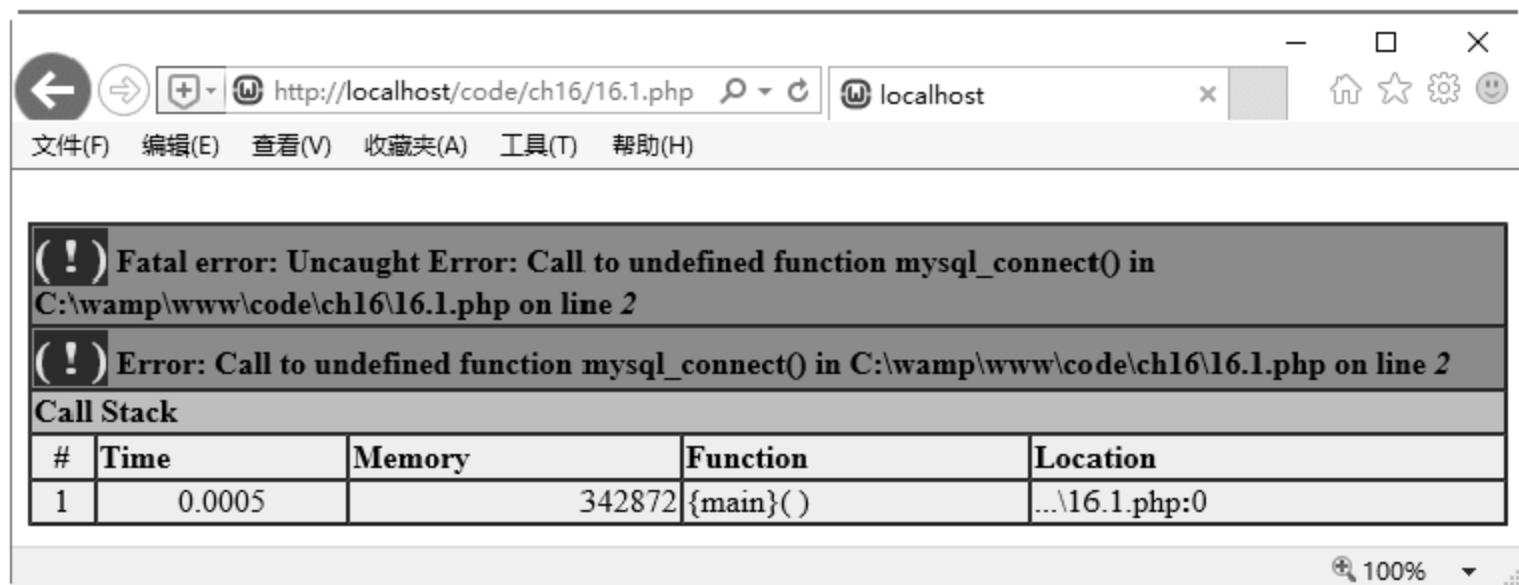 http://localhost/code/ch16/16.1.php localhost
文件(F) 编辑(E) 查看(V) 收藏夹(A) 工具(T) 帮助(H)
( ! ) Fatal error: Uncaught Error: Call to undefined function mysql_connect() in
C:\wamp\www\code\ch16\16.1.php on line 2
( ! ) Error: Call to undefined function mysql_connect() in C:\wamp\www\code\ch16\16.1.php on line 2
Call Stack
# Time Memory Function Location
1 0.0005 342872 {main}( ) ...\16.1.php:0
100%